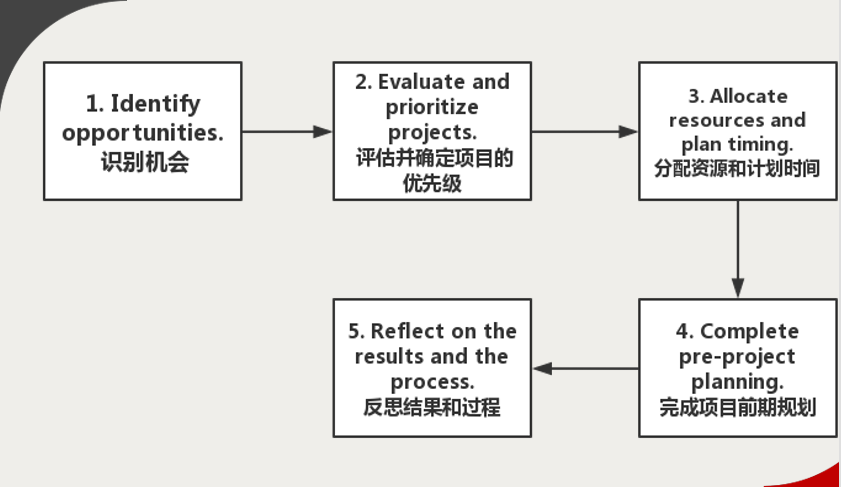 1. Identify
opportunities.
识别机会
2. Evaluate and
prioritize
projects.
评估并确定项目的
优先级
3. Allocate
resources and
plan timing.
分配资源和计划时间
4. Complete
pre-project
planning.
完成项目前期规划
5. Reflect on the
results and the
process.
反思结果和过程